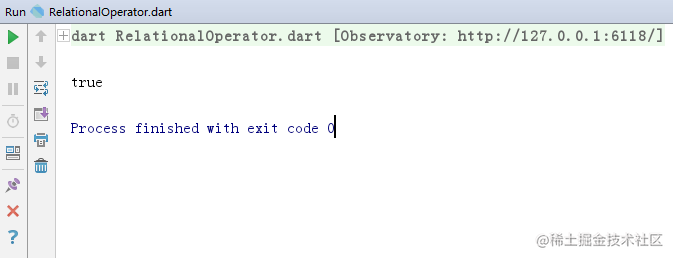 Run RelationalOperator.dart
dart RelationalOperator.dart [Observatory: http://127.0.0.1:6118/]
true
Process finished with exit code 0
@稀土掘金技术社区